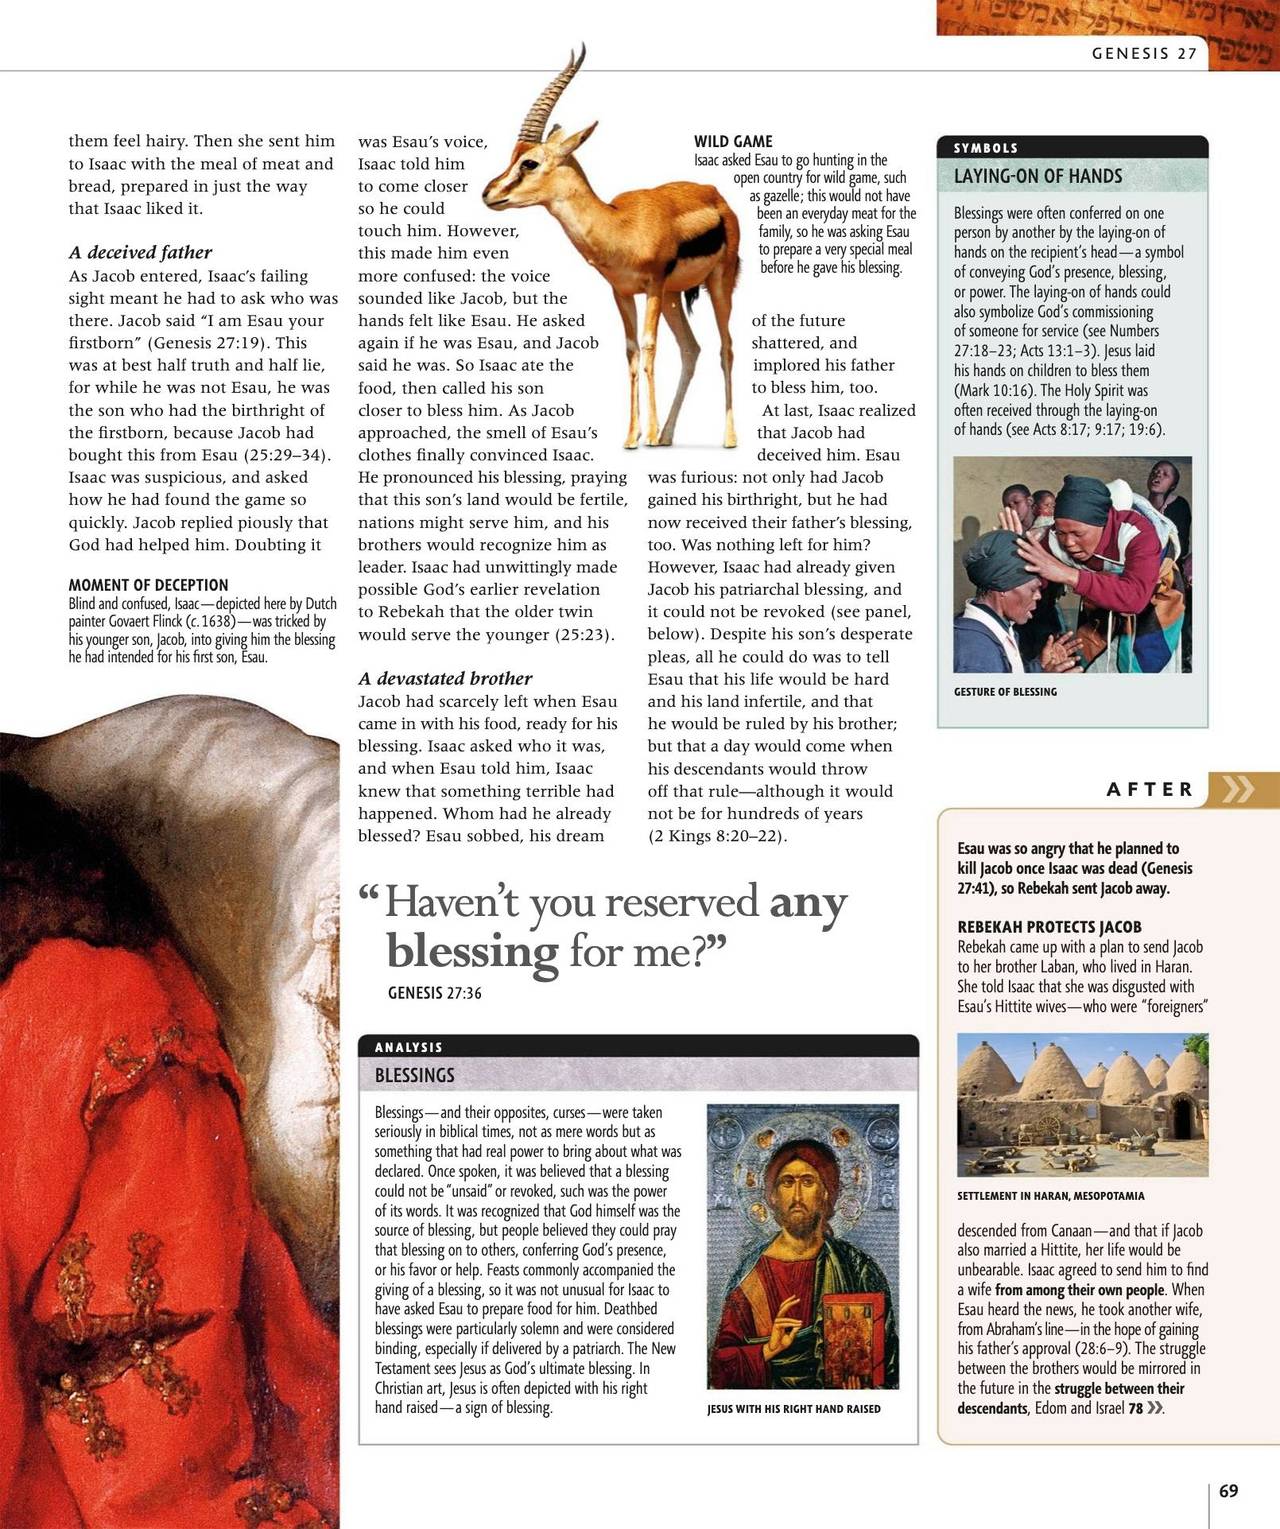 GENESIS 27
them feel hairy. Then she sent him
to Isaac with the meal of meat and
bread, prepared in just the way
that Isaac liked it.
A deceived father
As Jacob entered, Isaac’s failing
sight meant he had to ask who was
there. Jacob said “I am Esau your
firstborn” (Genesis 27:19). This
was at best half truth and half lie,
for while he was not Esau, he was
the son who had the birthright of
the firstborn, because Jacob had
bought this from Esau (25:29–34).
Isaac was suspicious, and asked
how he had found the game so
quickly. Jacob replied piously that
God had helped him. Doubting it
MOMENT OF DECEPTION
Blind and confused, Isaac—depicted here by Dutch
painter Govaert Flinck (c. 1638)—was tricked by
his younger son, Jacob, into giving him the blessing
he had intended for his first son, Esau.
was Esau’s voice,
Isaac told him
to come closer
so he could
touch him. However,
this made him even
more confused: the voice
sounded like Jacob, but the
hands felt like Esau. He asked
again if he was Esau, and Jacob
said he was. So Isaac ate the
food, then called his son
closer to bless him. As Jacob
approached, the smell of Esau’s
clothes finally convinced Isaac.
He pronounced his blessing, praying
that this son’s land would be fertile,
nations might serve him, and his
brothers would recognize him as
leader. Isaac had unwittingly made
possible God’s earlier revelation
to Rebekah that the older twin
would serve the younger (25:23).
A devastated brother
Jacob had scarcely left when Esau
came in with his food, ready for his
blessing. Isaac asked who it was,
and when Esau told him, Isaac
knew that something terrible had
happened. Whom had he already
blessed? Esau sobbed, his dream
WILD GAME
Isaac asked Esau to go hunting in the
open country for wild game, such
as gazelle; this would not have
been an everyday meat for the
family, so he was asking Esau
to prepare a very special meal
before he gave his blessing.
of the future
shattered, and
implored his father
to bless him, too.
At last, Isaac realized
that Jacob had
deceived him. Esau
was furious: not only had Jacob
gained his birthright, but he had
now received their father’s blessing,
too. Was nothing left for him?
However, Isaac had already given
Jacob his patriarchal blessing, and
it could not be revoked (see panel,
below). Despite his son’s desperate
pleas, all he could do was to tell
Esau that his life would be hard
and his land infertile, and that
he would be ruled by his brother;
but that a day would come when
his descendants would throw
off that rule—although it would
not be for hundreds of years
(2 Kings 8:20–22).
“Haven’t you reserved any
blessing for me?”
GENESIS 27:36
ANALYSIS
BLESSINGS
Blessings—and their opposites, curses—were taken
seriously in biblical times, not as mere words but as
something that had real power to bring about what was
declared. Once spoken, it was believed that a blessing
could not be “unsaid” or revoked, such was the power
of its words. It was recognized that God himself was the
source of blessing, but people believed they could pray
that blessing on to others, conferring God’s presence,
or his favor or help. Feasts commonly accompanied the
giving of a blessing, so it was not unusual for Isaac to
have asked Esau to prepare food for him. Deathbed
blessings were particularly solemn and were considered
binding, especially if delivered by a patriarch. The New
Testament sees Jesus as God’s ultimate blessing. In
Christian art, Jesus is often depicted with his right
hand raised—a sign of blessing.
JESUS WITH HIS RIGHT HAND RAISED
SYMBOLS
LAYING-ON OF HANDS
Blessings were often conferred on one
person by another by the laying-on of
hands on the recipient’s head—a symbol
of conveying God’s presence, blessing,
or power. The laying-on of hands could
also symbolize God’s commissioning
of someone for service (see Numbers
27:18–23; Acts 13:1–3). Jesus laid
his hands on children to bless them
(Mark 10:16). The Holy Spirit was
often received through the laying-on
of hands (see Acts 8:17; 9:17; 19:6).
GESTURE OF BLESSING
AFTER
Esau was so angry that he planned to
kill Jacob once Isaac was dead (Genesis
27:41), so Rebekah sent Jacob away.
REBEKAH PROTECTS JACOB
Rebekah came up with a plan to send Jacob
to her brother Laban, who lived in Haran.
She told Isaac that she was disgusted with
Esau’s Hittite wives—who were “foreigners”
SETTLEMENT IN HARAN, MESOPOTAMIA
descended from Canaan—and that if Jacob
also married a Hittite, her life would be
unbearable. Isaac agreed to send him to find
a wife from among their own people. When
Esau heard the news, he took another wife,
from Abraham’s line—in the hope of gaining
his father’s approval (28:6–9). The struggle
between the brothers would be mirrored in
the future in the struggle between their
descendants, Edom and Israel 78 ».
69